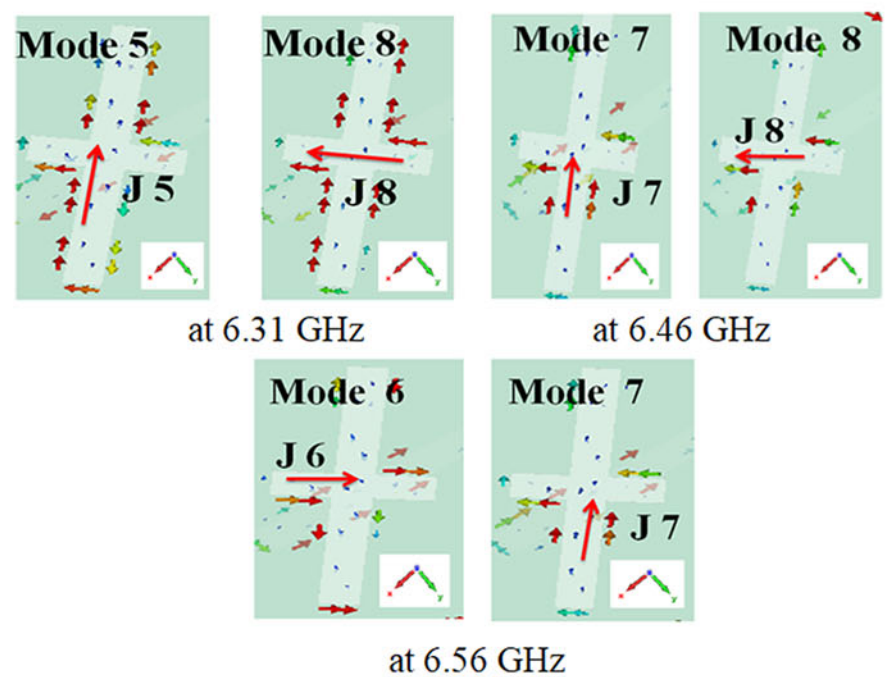 Mode 5
Mode 8
Mode 7
Mode 8
J 5
J 8
J 7
J 8
at 6.31 GHz
at 6.46 GHz
Mode 6
Mode 7
J 6
J 7
at 6.56 GHz